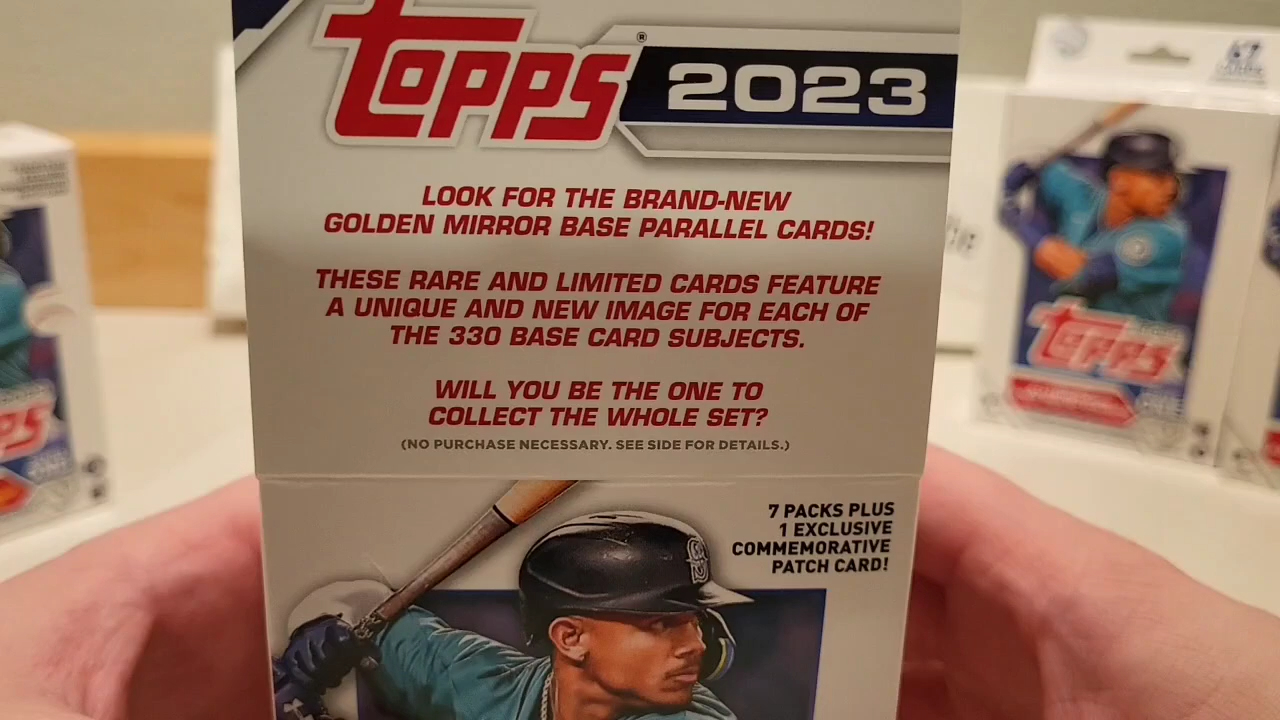 TOPPS®
2023
LOOK FOR THE BRAND-NEW
GOLDEN MIRROR BASE PARALLEL CARDS!
THESE RARE AND LIMITED CARDS FEATURE
A UNIQUE AND NEW IMAGE FOR EACH OF
THE 330 BASE CARD SUBJECTS.
WILL YOU BE THE ONE TO
COLLECT THE WHOLE SET?
(NO PURCHASE NECESSARY. SEE SIDE FOR DETAILS.)
7 PACKS PLUS
1 EXCLUSIVE
COMMEMORATIVE
PATCH CARD!
S
67
TOPPS
PPS